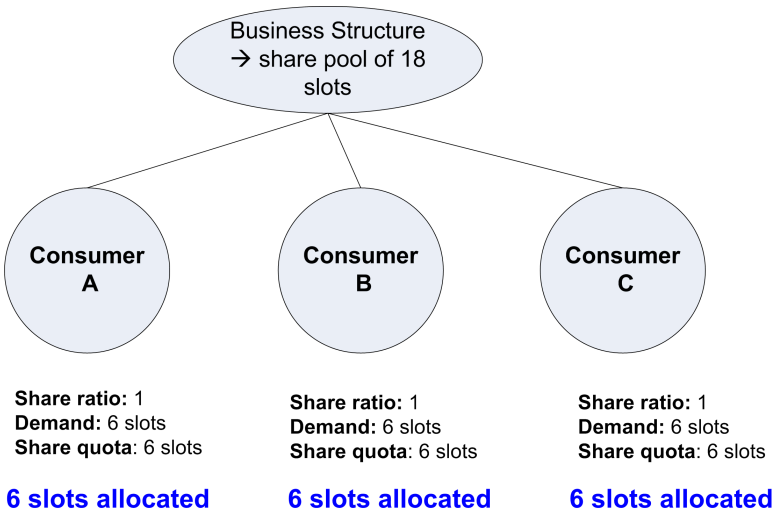 Business Structure
→ share pool of 18
slots
Consumer
A
Consumer
B
Consumer
C
Share ratio: 1
Demand: 6 slots
Share quota: 6 slots
Share ratio: 1
Demand: 6 slots
Share quota: 6 slots
Share ratio: 1
Demand: 6 slots
Share quota: 6 slots
6 slots allocated
6 slots allocated
6 slots allocated